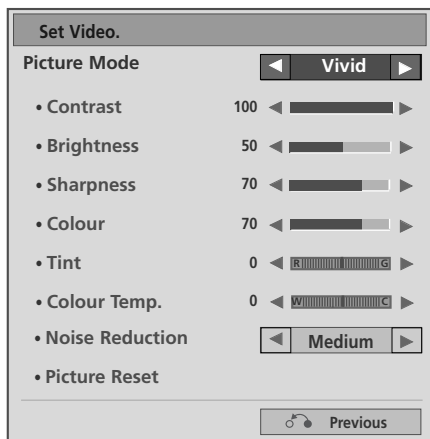 Set Video.
Picture Mode Vivid
• Contrast 100
• Brightness 50
• Sharpness 70
• Colour 70
• Tint 0 R G
• Colour Temp. 0 W C
• Noise Reduction Medium
• Picture Reset
Previous